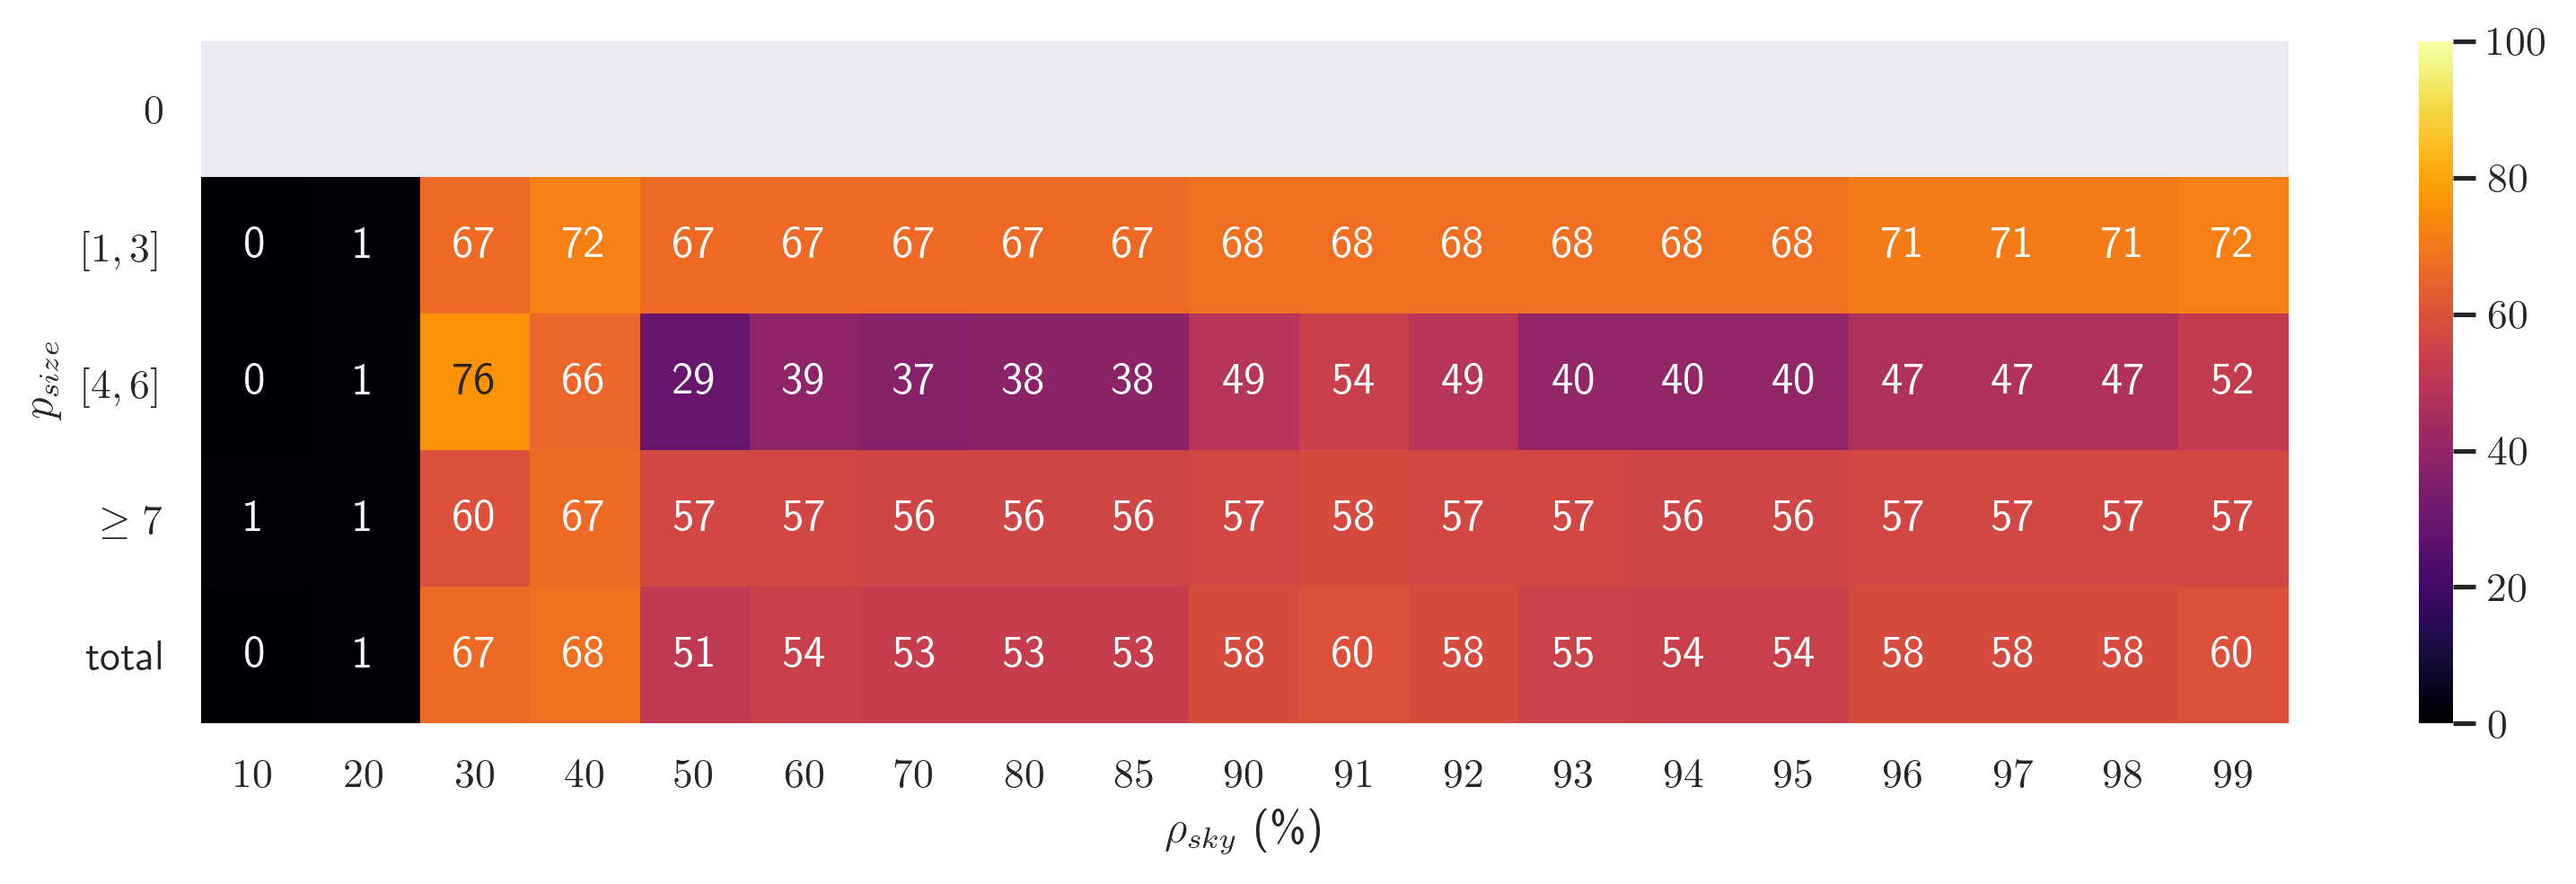 0
[1, 3] 0 1 67 72 67 67 67 67 67 68 68 68 68 68 68 71 71 71 72
[4, 6] 0 1 76 66 29 39 37 38 38 49 54 49 40 40 40 47 47 47 52
≥ 7 1 1 60 67 57 57 56 56 56 57 58 57 57 56 56 57 57 57 57
total 0 1 67 68 51 54 53 53 53 58 60 58 55 54 54 58 58 58 60
p_size
10 20 30 40 50 60 70 80 85 90 91 92 93 94 95 96 97 98 99
ρ_sky (%)
100
80
60
40
20
0